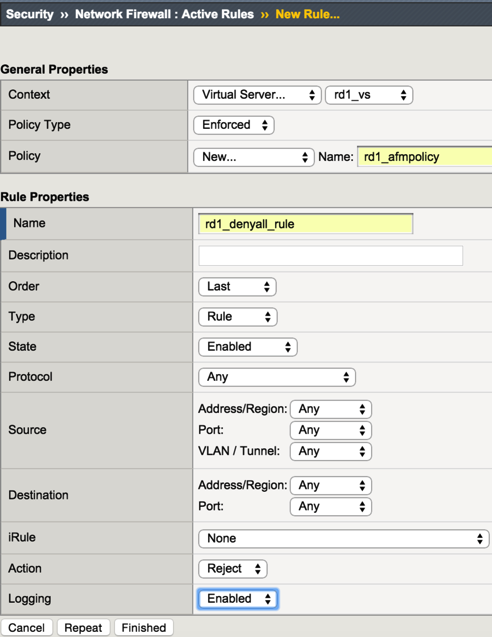 Security ›› Network Firewall : Active Rules ›› New Rule...
General Properties
Context Virtual Server... rd1_vs
Policy Type Enforced
Policy New... Name: rd1_afmpolicy
Rule Properties
Name rd1_denyall_rule
Description
Order Last
Type Rule
State Enabled
Protocol Any
Source
Address/Region: Any
Port: Any
VLAN / Tunnel: Any
Destination
Address/Region: Any
Port: Any
iRule None
Action Reject
Logging Enabled
Cancel Repeat Finished